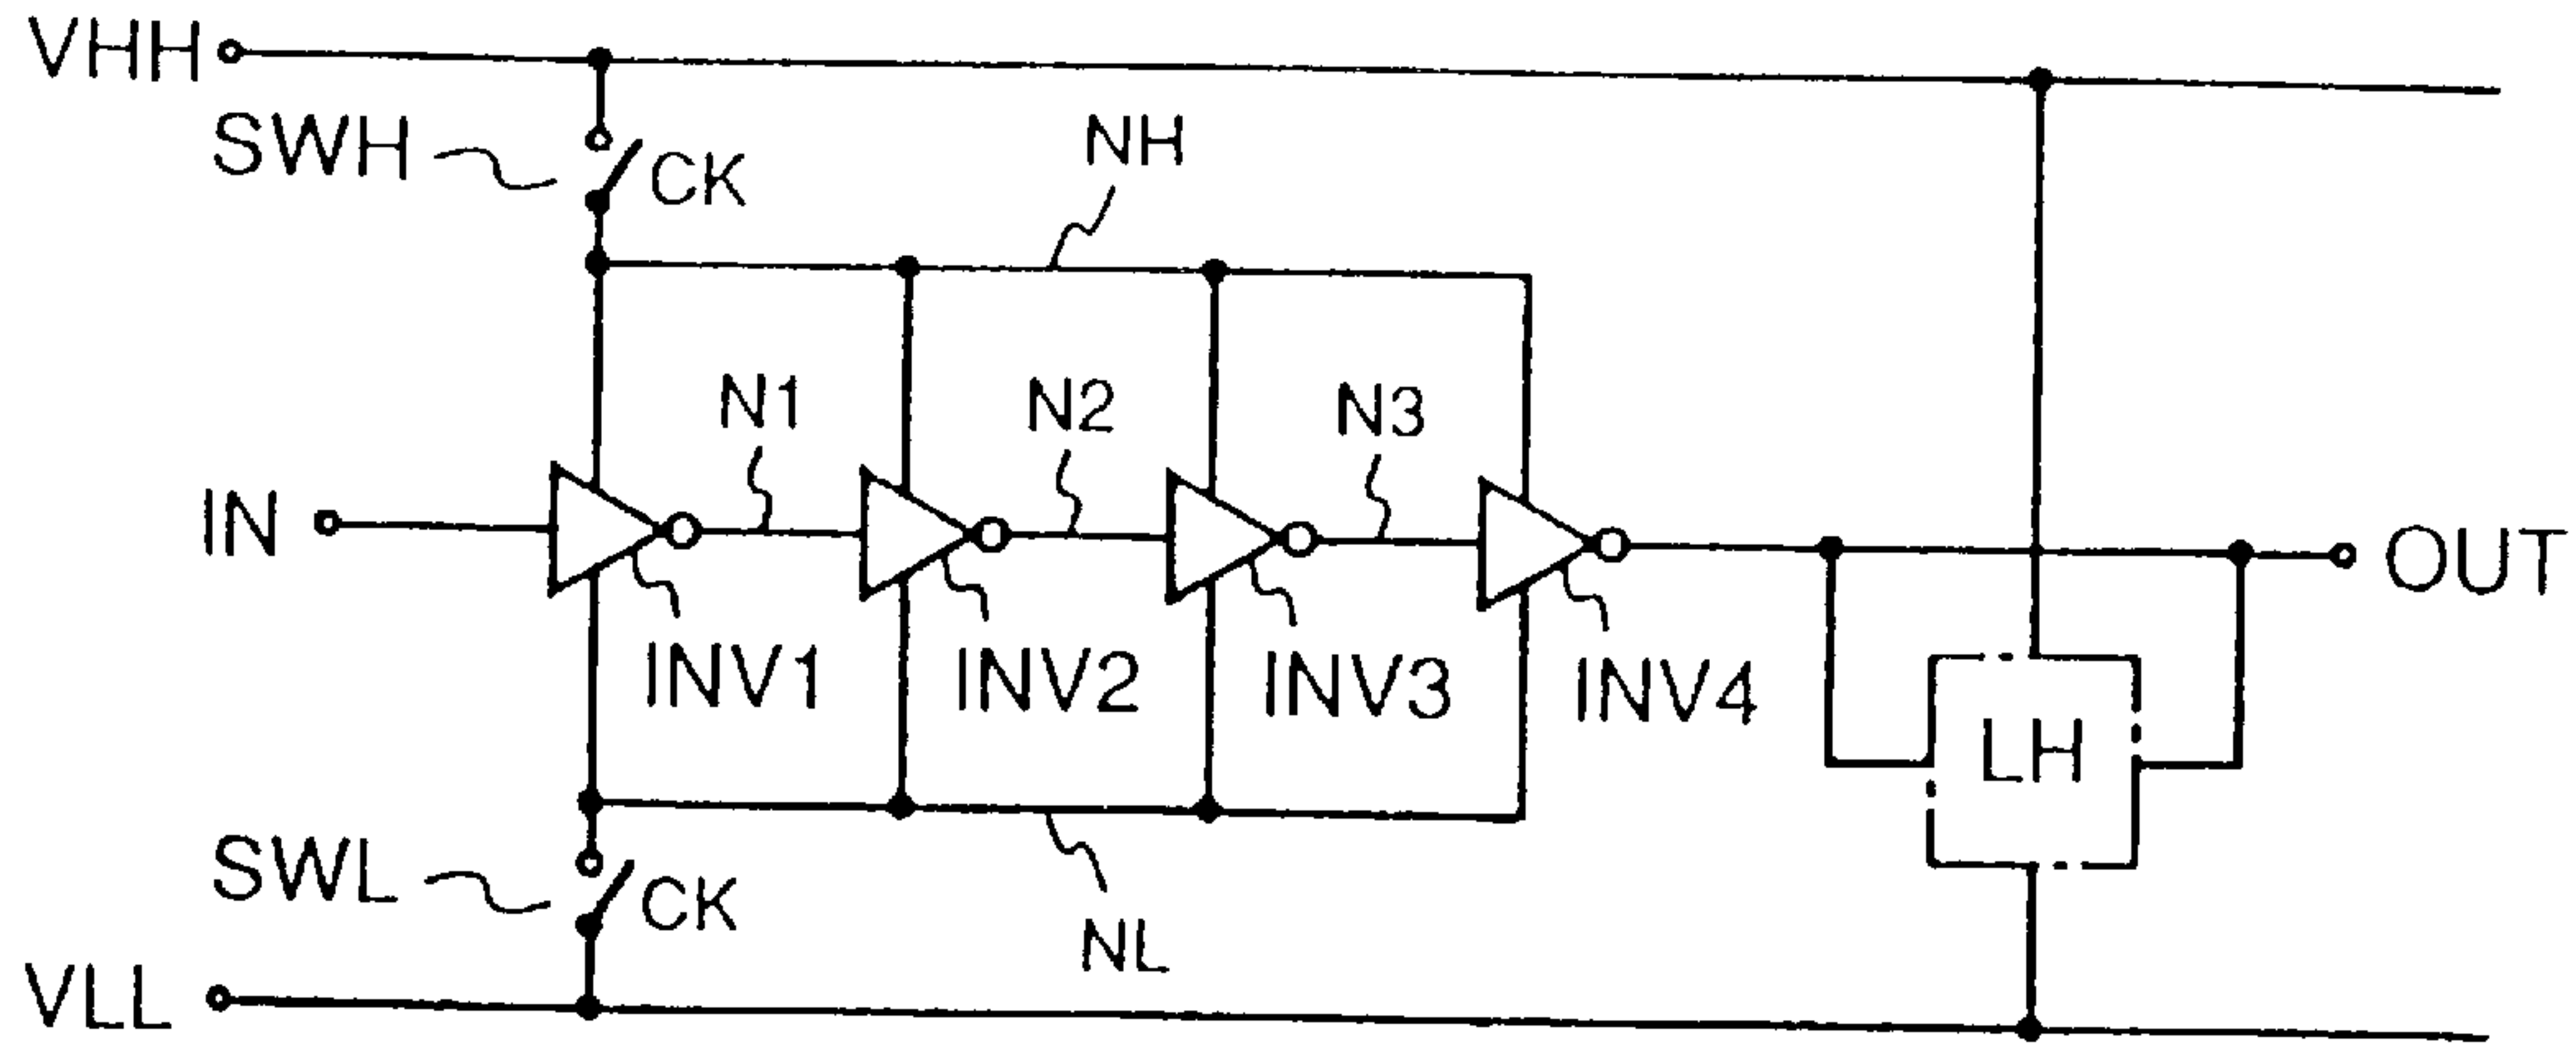 VHH
SWH
CK
NH
N1
N2
N3
IN
OUT
INV1
INV2
INV3
INV4
LH
SWL
CK
NL
VLL